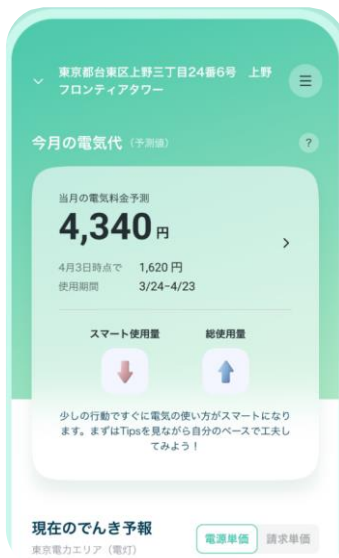 東京都台東区上野三丁目24番6号 上野
フロンティアタワー
今月の電気代 (予測値)
?
当月の電気料金予測
4,340 円
4月3日時点で 1,620 円
使用期間 3/24-4/23
スマート使用量 総使用量
少しの行動ですぐに電気の使い方がスマートになり
ます。まずはTipsを見ながら自分のペースで工夫し
てみよう！
現在のでんき予報
電源単価 請求単価
東京電力エリア（電灯）